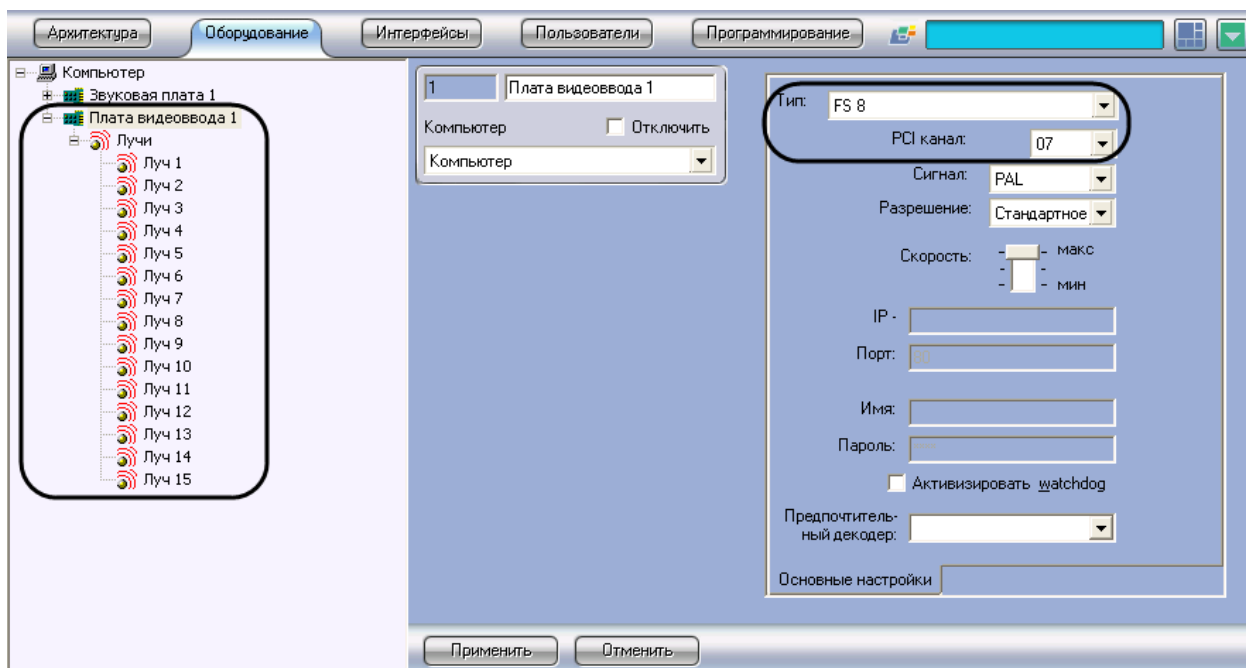 Архитектура Оборудование Интерфейсы Пользователи Программирование
Компьютер
Звуковая плата 1
Плата видеоввода 1
Лучи
Луч 1
Луч 2
Луч 3
Луч 4
Луч 5
Луч 6
Луч 7
Луч 8
Луч 9
Луч 10
Луч 11
Луч 12
Луч 13
Луч 14
Луч 15
1 Плата видеоввода 1
Компьютер Отключить
Компьютер
Тип: FS 8
PCI канал: 07
Сигнал: PAL
Разрешение: Стандартное
Скорость: макс
мин
IP -
Порт: 80
Имя:
Пароль:
Активизировать watchdog
Предпочтитель-
ный декодер:
Основные настройки
Применить Отменить